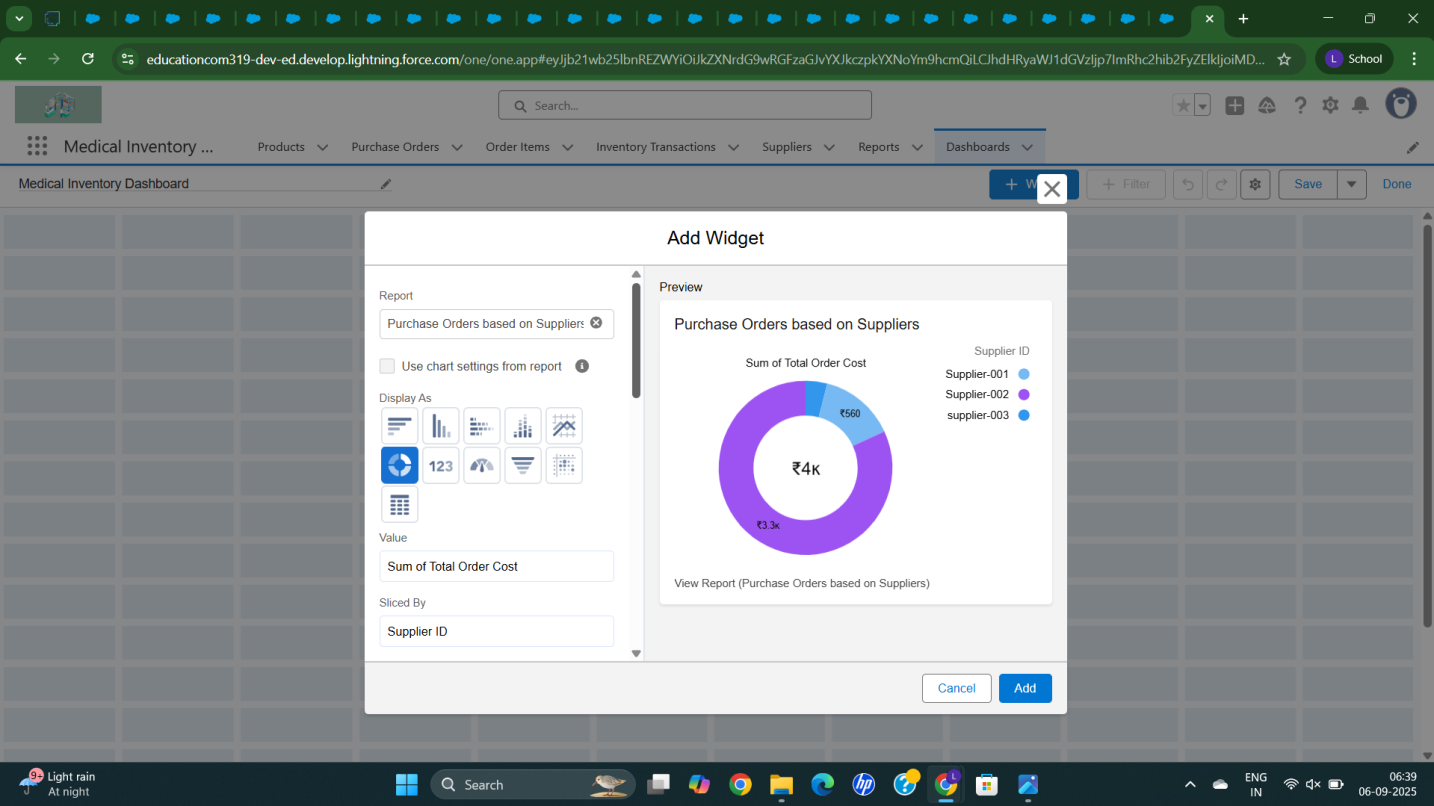 educationcom319-dev-ed.develop.lightning.force.com/one/one.app#eyJjb21wb25lbnREZWYiOiJkZXNrdG9wRGFzaGJvYXJkczpkYXNoYm9hcmQiLCJhdHRyaWJ1dGVzIjp7ImRhc2hib2FyZElkIjoiMD...
L School
Search...
Medical Inventory ...
Products
Purchase Orders
Order Items
Inventory Transactions
Suppliers
Reports
Dashboards
Medical Inventory Dashboard
+ W
+ Filter
Save
Done
Add Widget
Report
Purchase Orders based on Suppliers
Use chart settings from report
Display As
123
Value
Sum of Total Order Cost
Sliced By
Supplier ID
Preview
Purchase Orders based on Suppliers
Supplier ID
Sum of Total Order Cost
Supplier-001
Supplier-002
supplier-003
₹560
₹4K
₹3.3K
View Report (Purchase Orders based on Suppliers)
Cancel
Add
9+
Light rain
At night
Search
ENG
IN
06:39
06-09-2025